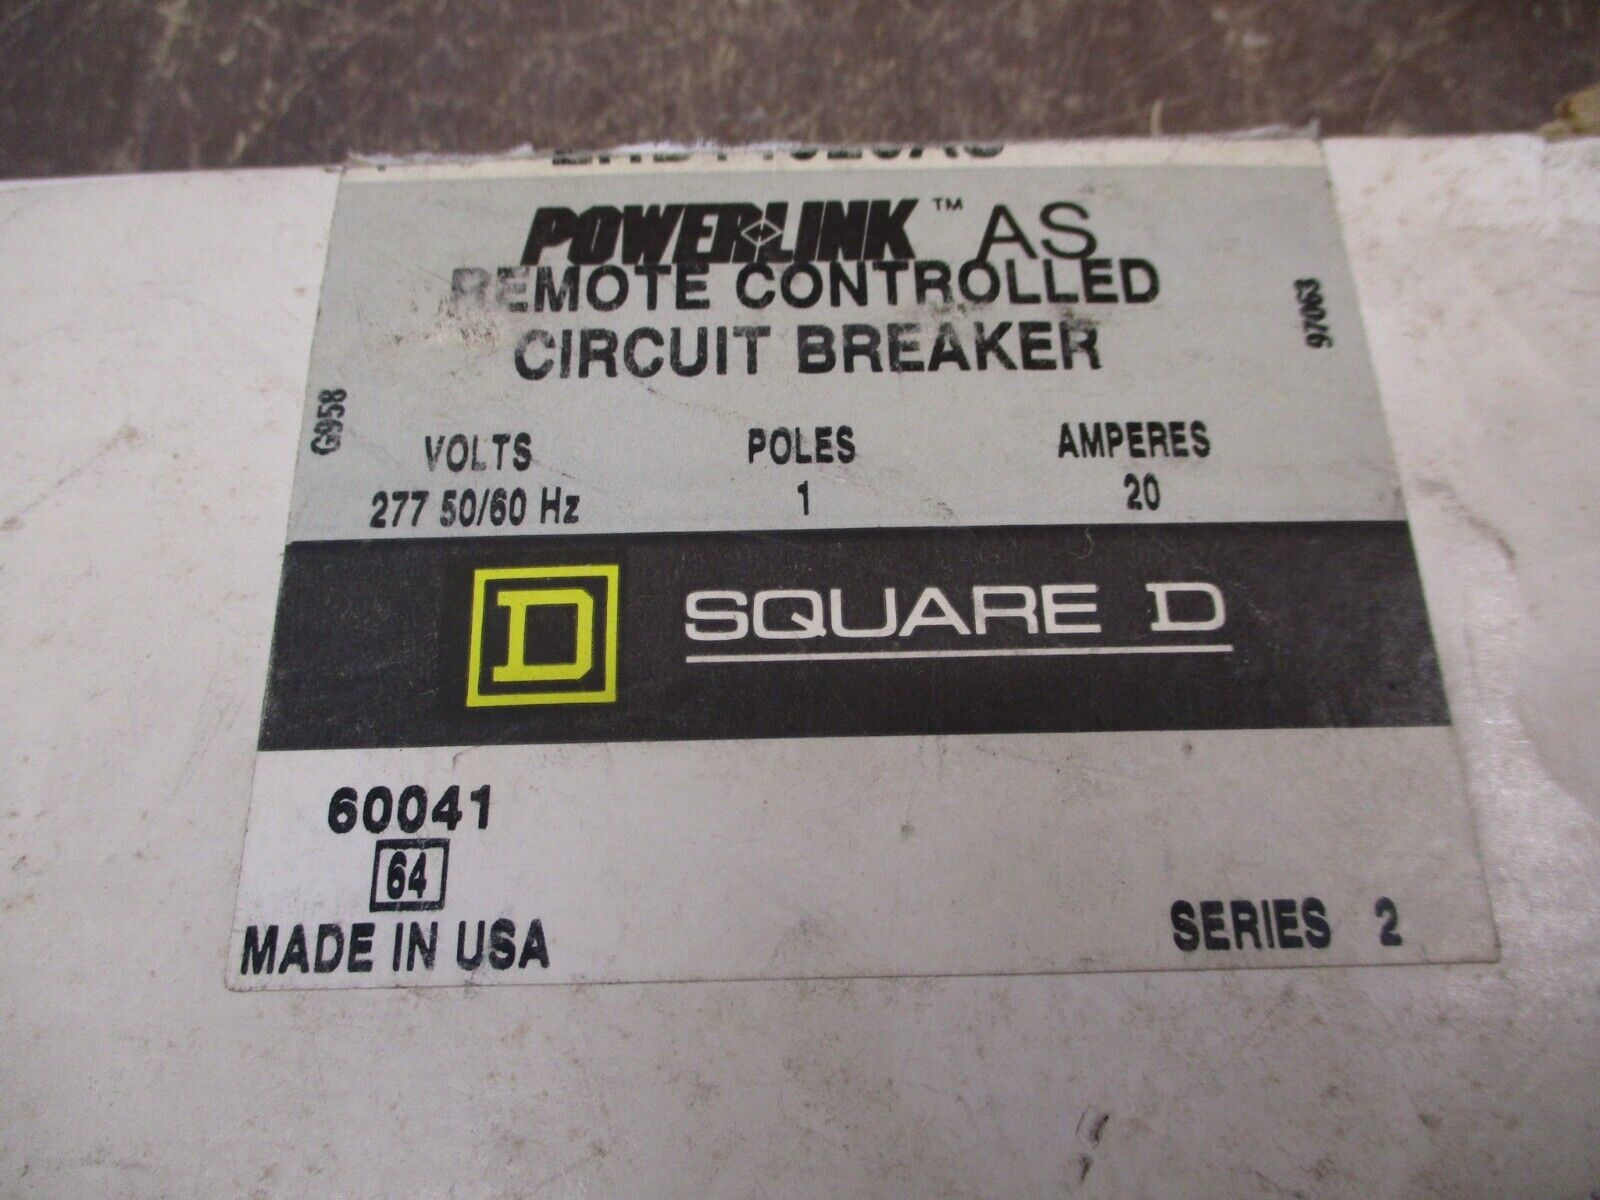 POWERLINK™ AS
REMOTE CONTROLLED
CIRCUIT BREAKER
G958
97063
VOLTS POLES AMPERES
277 50/60 Hz 1 20
D SQUARE D
60041
64
MADE IN USA
SERIES 2